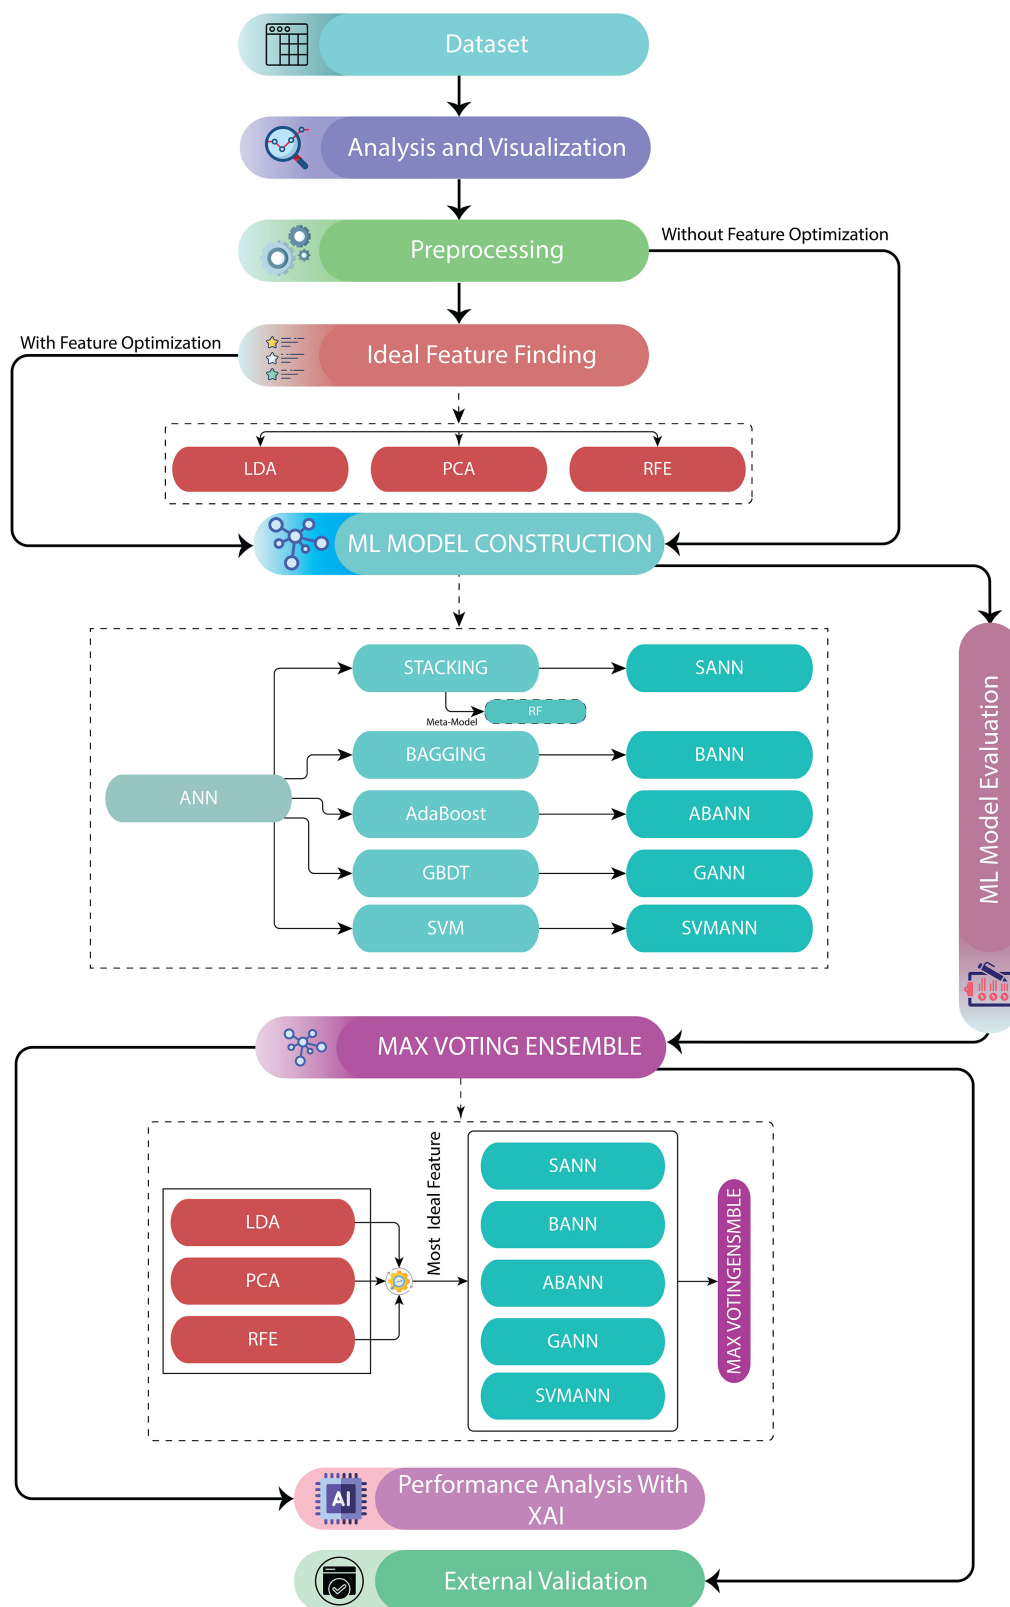 Dataset
Analysis and Visualization
Preprocessing
Without Feature Optimization
With Feature Optimization
Ideal Feature Finding
LDA
PCA
RFE
ML MODEL CONSTRUCTION
STACKING
SANN
Meta-Model
RF
BAGGING
BANN
ANN
AdaBoost
ABANN
GBDT
GANN
SVM
SVMANN
ML Model Evaluation
MAX VOTING ENSEMBLE
LDA
PCA
RFE
Most Ideal Feature
SANN
BANN
ABANN
GANN
SVMANN
MAX VOTINGENSMBLE
AI
Performance Analysis With
XAI
External Validation